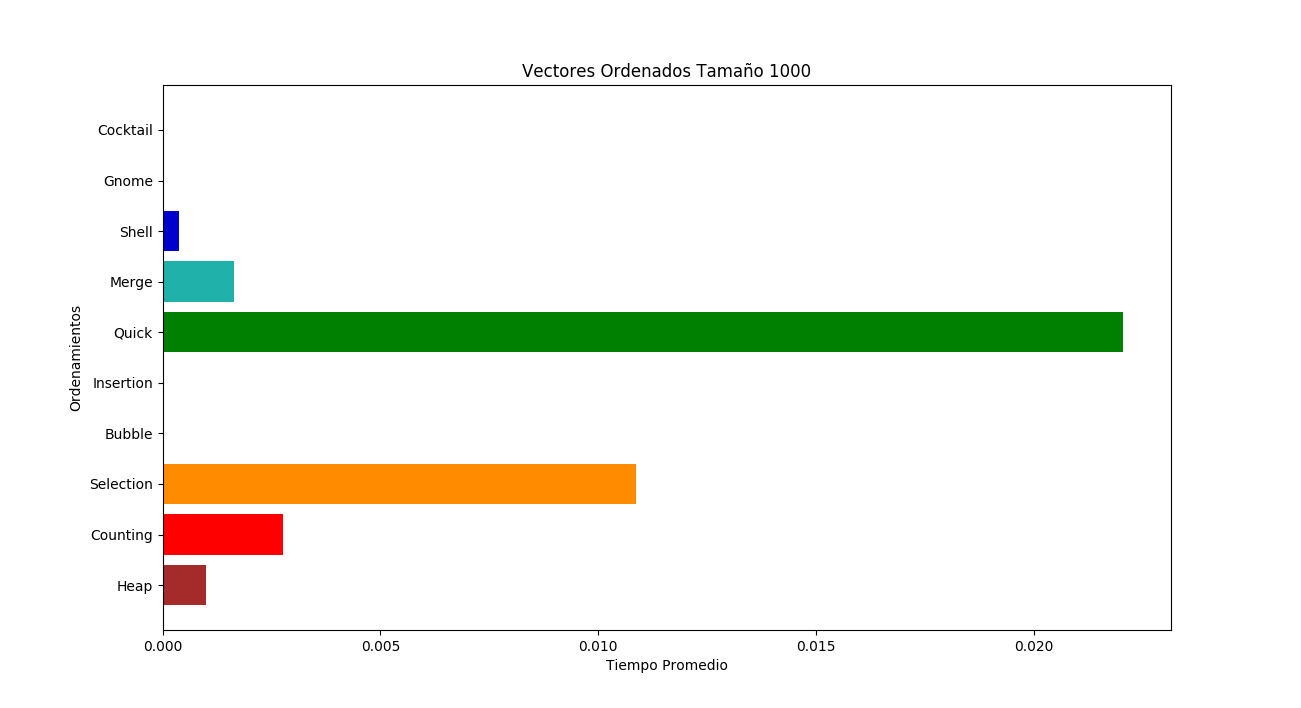 Vectores Ordenados Tamaño 1000
Cocktail
Gnome
Shell
Merge
Quick
Insertion
Bubble
Selection
Counting
Heap
Ordenamientos
0.000 0.005 0.010 0.015 0.020
Tiempo Promedio